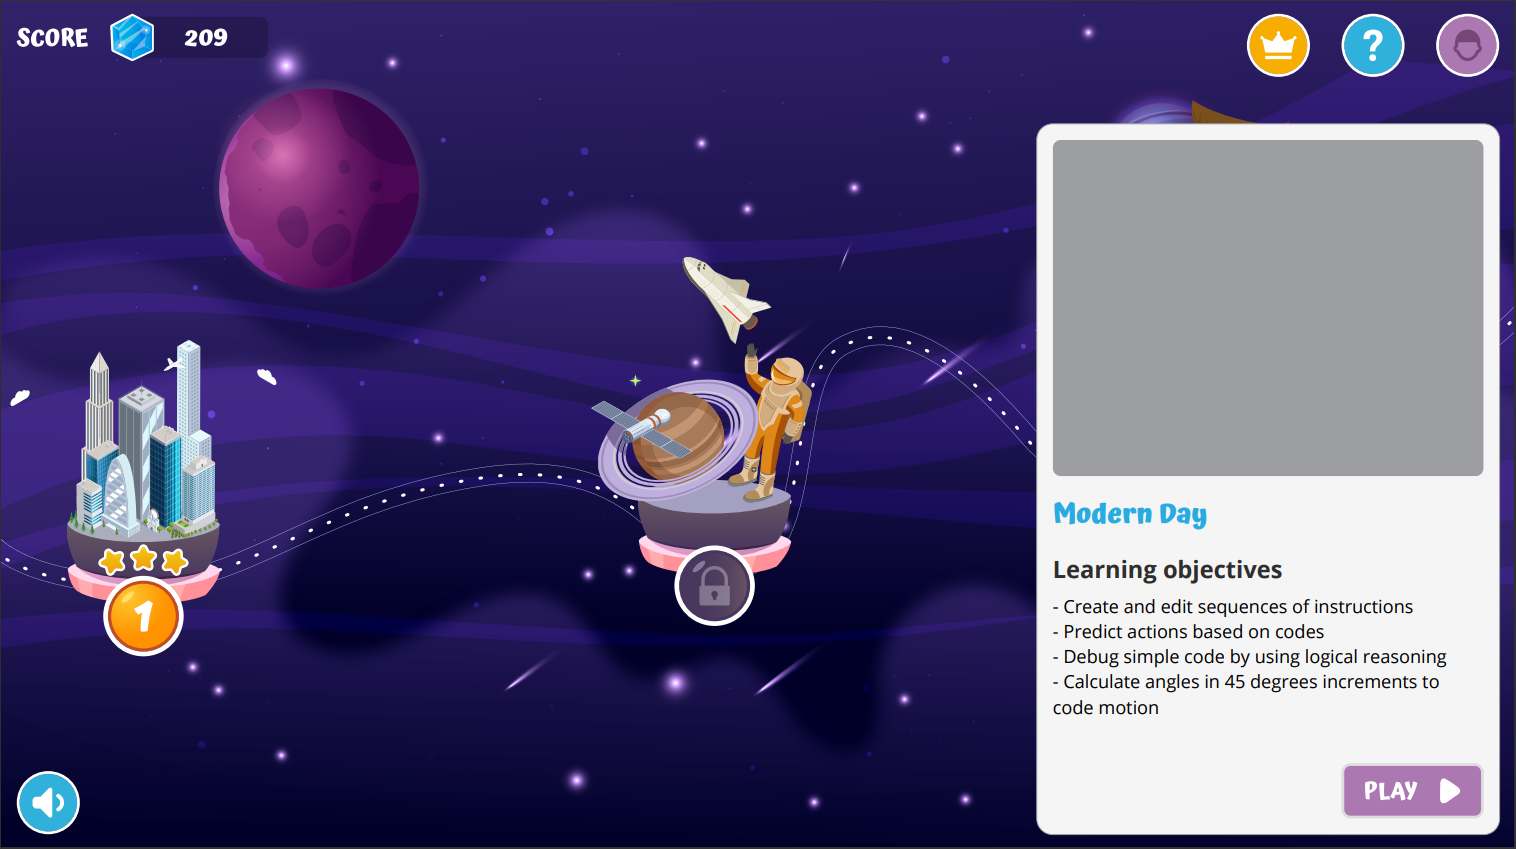 SCORE 209
?
1
Modern Day
Learning objectives
- Create and edit sequences of instructions
- Predict actions based on codes
- Debug simple code by using logical reasoning
- Calculate angles in 45 degrees increments to
code motion
PLAY